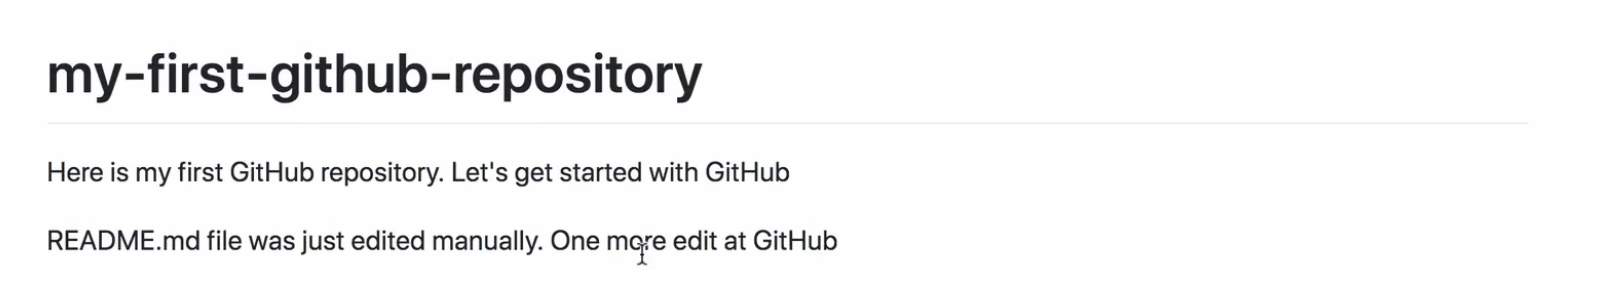 my-first-github-repository
Here is my first GitHub repository. Let's get started with GitHub
README.md file was just edited manually. One more edit at GitHub